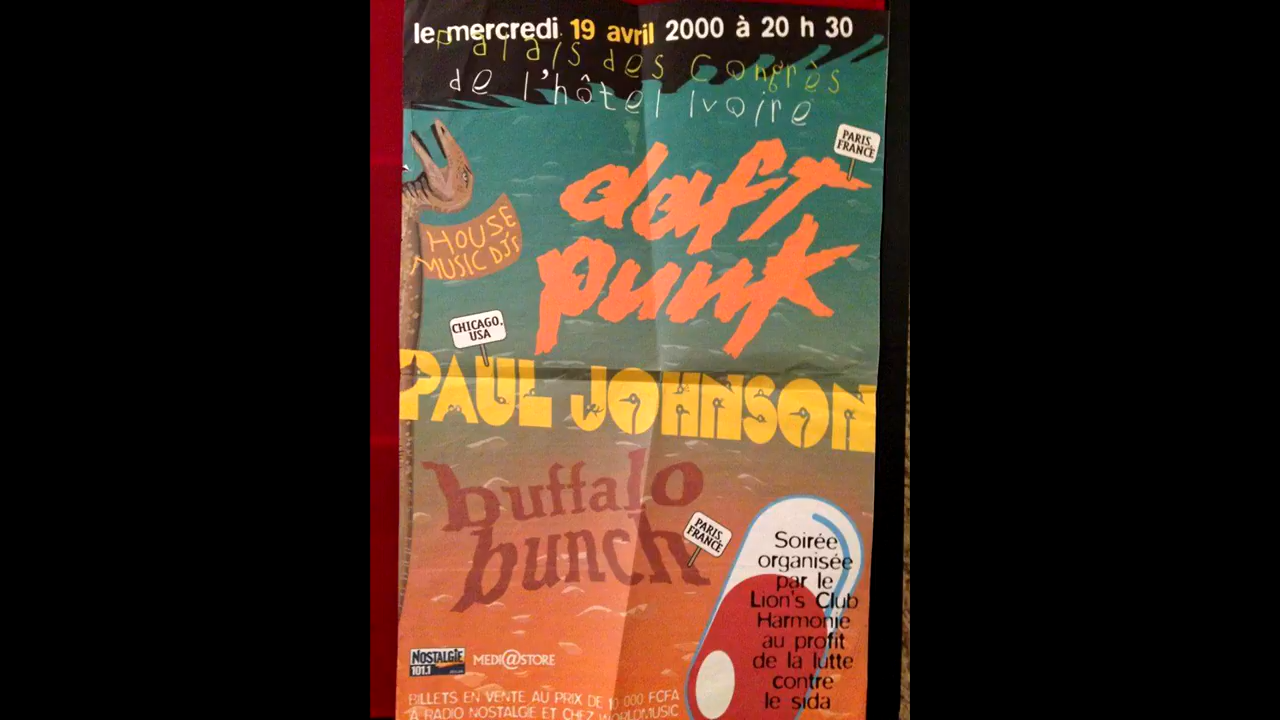 le mercredi 19 avril 2000 à 20 h 30
Palais des Congrès
de l'hôtel Ivoire
PARIS,
FRANCE
daft
punk
HOUSE
MUSIC DJ's
CHICAGO,
USA
PAUL JOHNSON
buffalo
bunch
PARIS,
FRANCE
Soirée
organisée
par le
Lion's Club
Harmonie
au profit
de la lutte
contre
le sida
NOSTALGIE
101.1
MEDI@STORE
BILLETS EN VENTE AU PRIX DE 10 000 FCFA
A RADIO NOSTALGIE ET CHEZ WORLDMUSIC